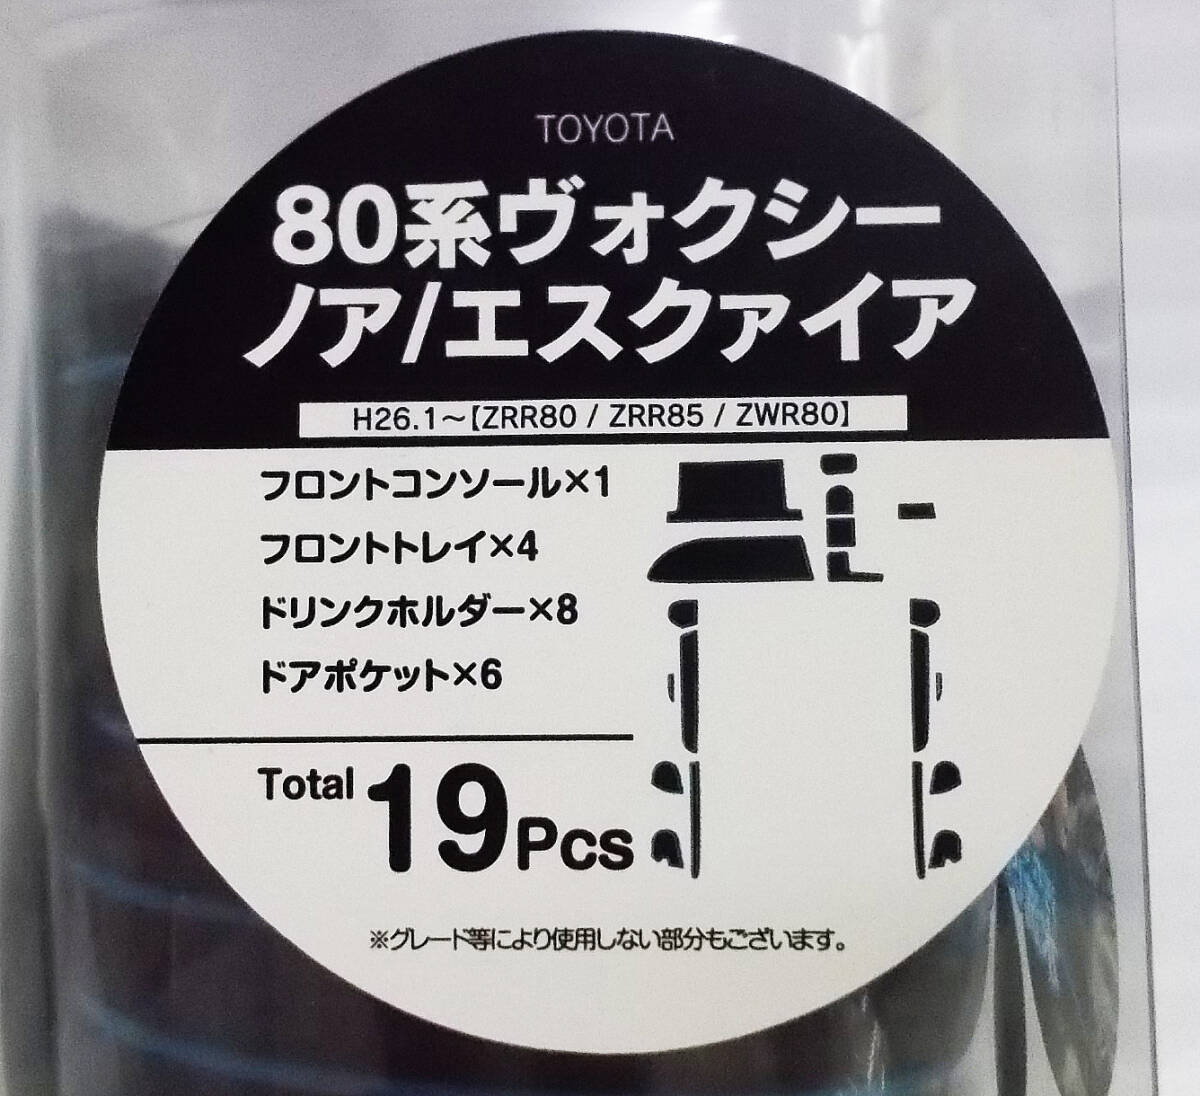 TOYOTA
80系ヴォクシー
ノア/エスクァイア
H26.1～【ZRR80 / ZRR85 / ZWR80】
フロントコンソール×1
フロントトレイ×4
ドリンクホルダー×8
ドアポケット×6
Total 19Pcs
※グレード等により使用しない部分もございます。